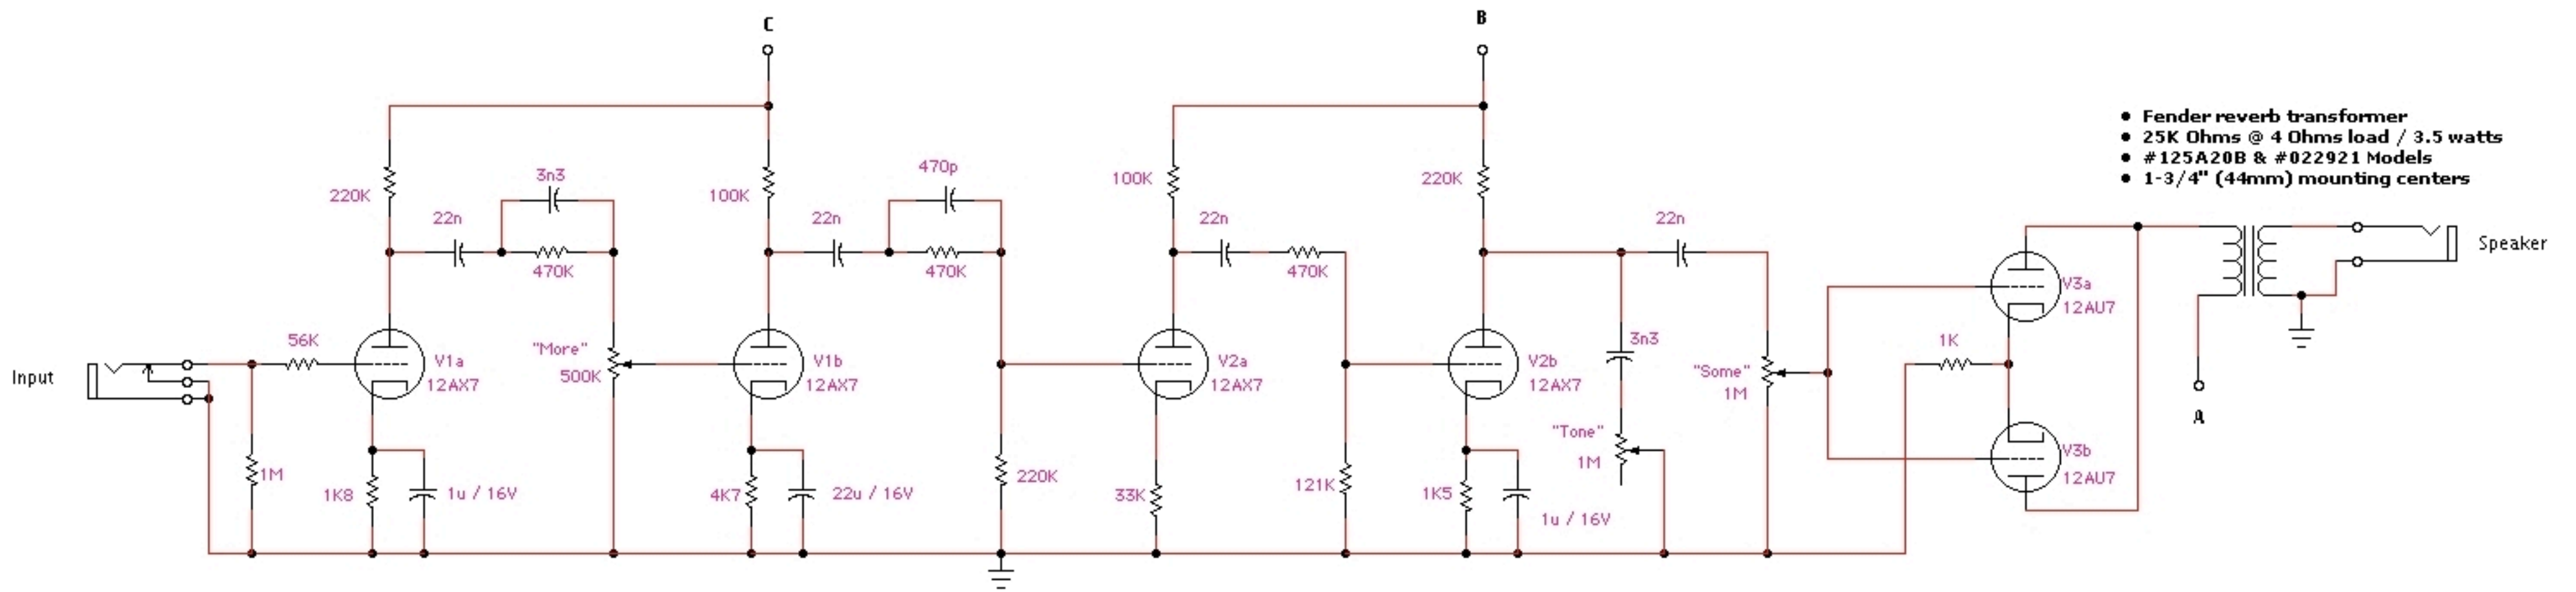 C
B
● Fender reverb transformer
● 25K Ohms @ 4 Ohms load / 3.5 watts
● #125A20B & #022921 Models
● 1-3/4" (44mm) mounting centers
220K
3n3
22n
470K
100K
470p
22n
470K
100K
22n
470K
220K
22n
Speaker
Input
56K
V1a
12AX7
"More"
500K
V1b
12AX7
V2a
12AX7
V2b
12AX7
3n3
"Some"
1M
"Tone"
1M
1K
V3a
12AU7
V3b
12AU7
A
1M
1K8
1u / 16V
4K7
22u / 16V
220K
33K
121K
1K5
1u / 16V